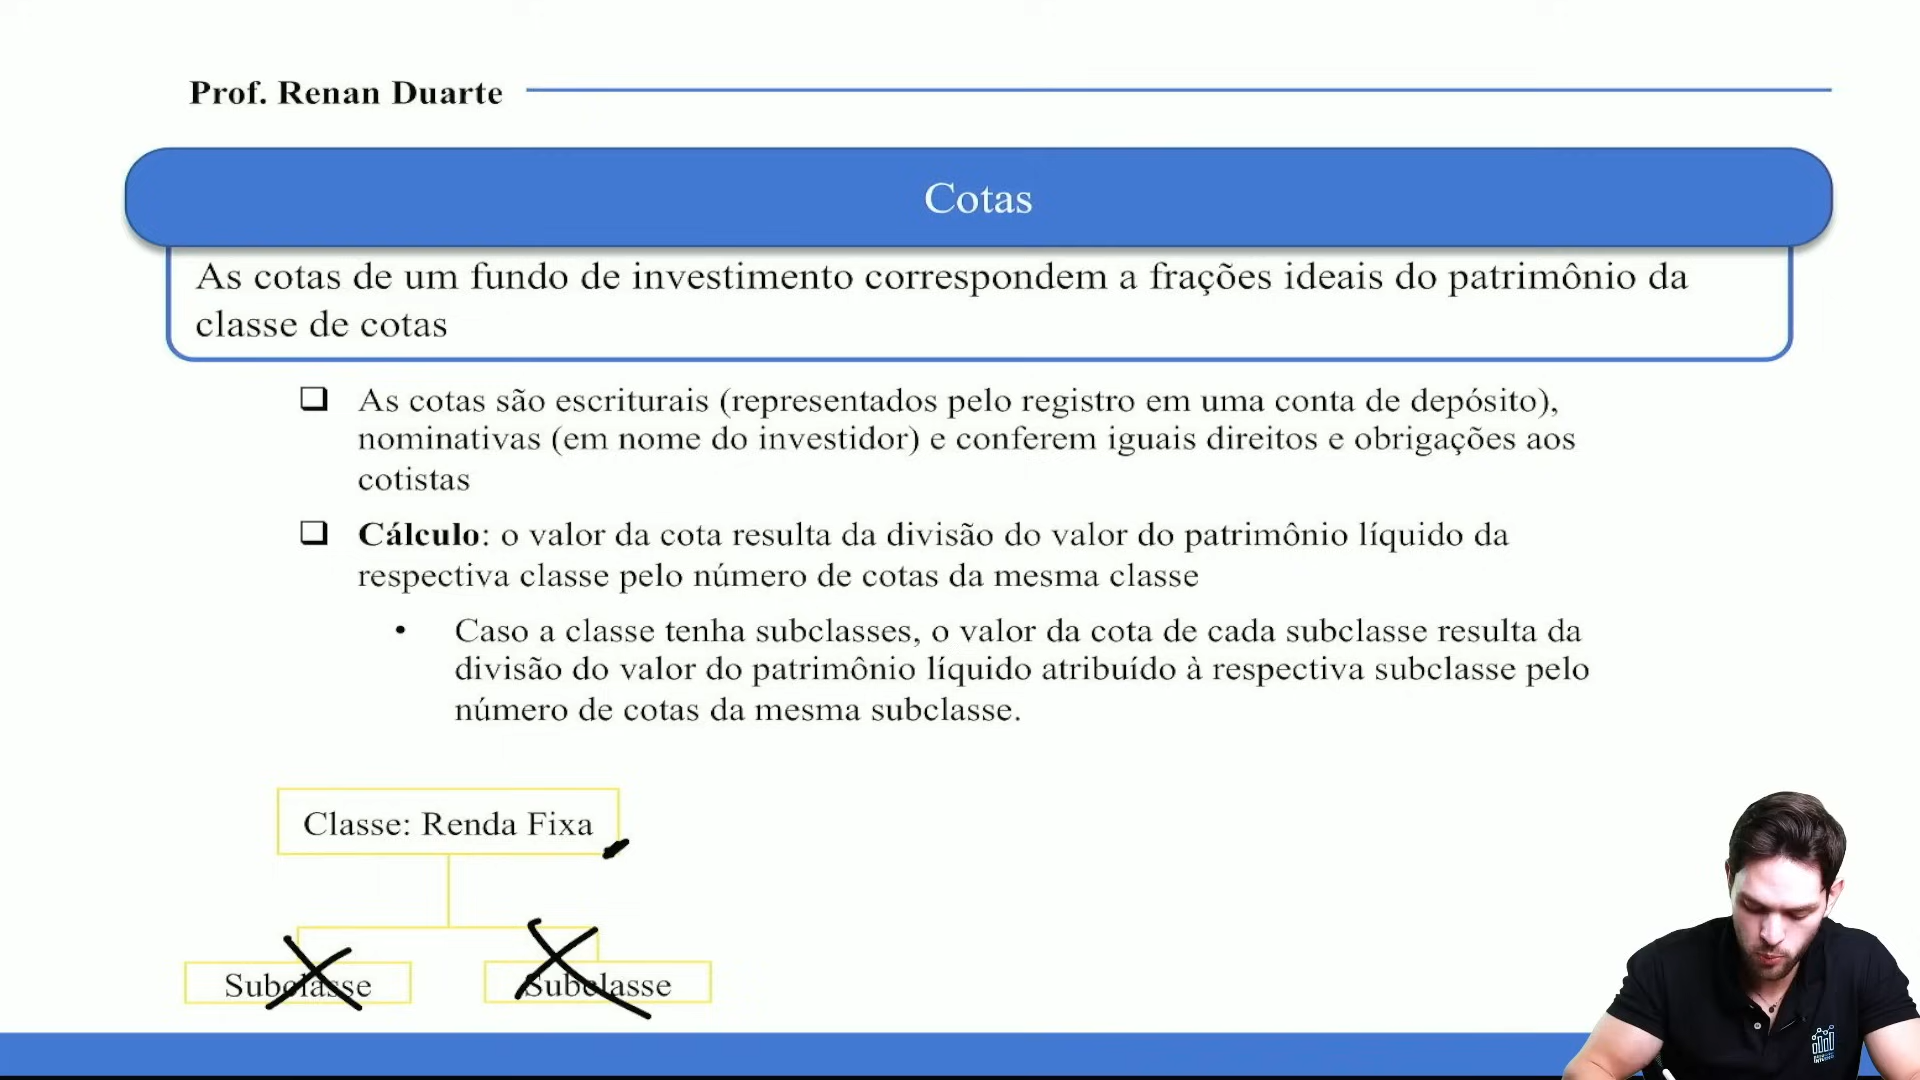 Prof. Renan Duarte
Cotas
As cotas de um fundo de investimento correspondem a frações ideais do patrimônio da
classe de cotas
As cotas são escriturais (representados pelo registro em uma conta de depósito),
nominativas (em nome do investidor) e conferem iguais direitos e obrigações aos
cotistas
Cálculo: o valor da cota resulta da divisão do valor do patrimônio líquido da
respectiva classe pelo número de cotas da mesma classe
• Caso a classe tenha subclasses, o valor da cota de cada subclasse resulta da
divisão do valor do patrimônio líquido atribuído à respectiva subclasse pelo
número de cotas da mesma subclasse.
Classe: Renda Fixa
Subclasse
Subclasse